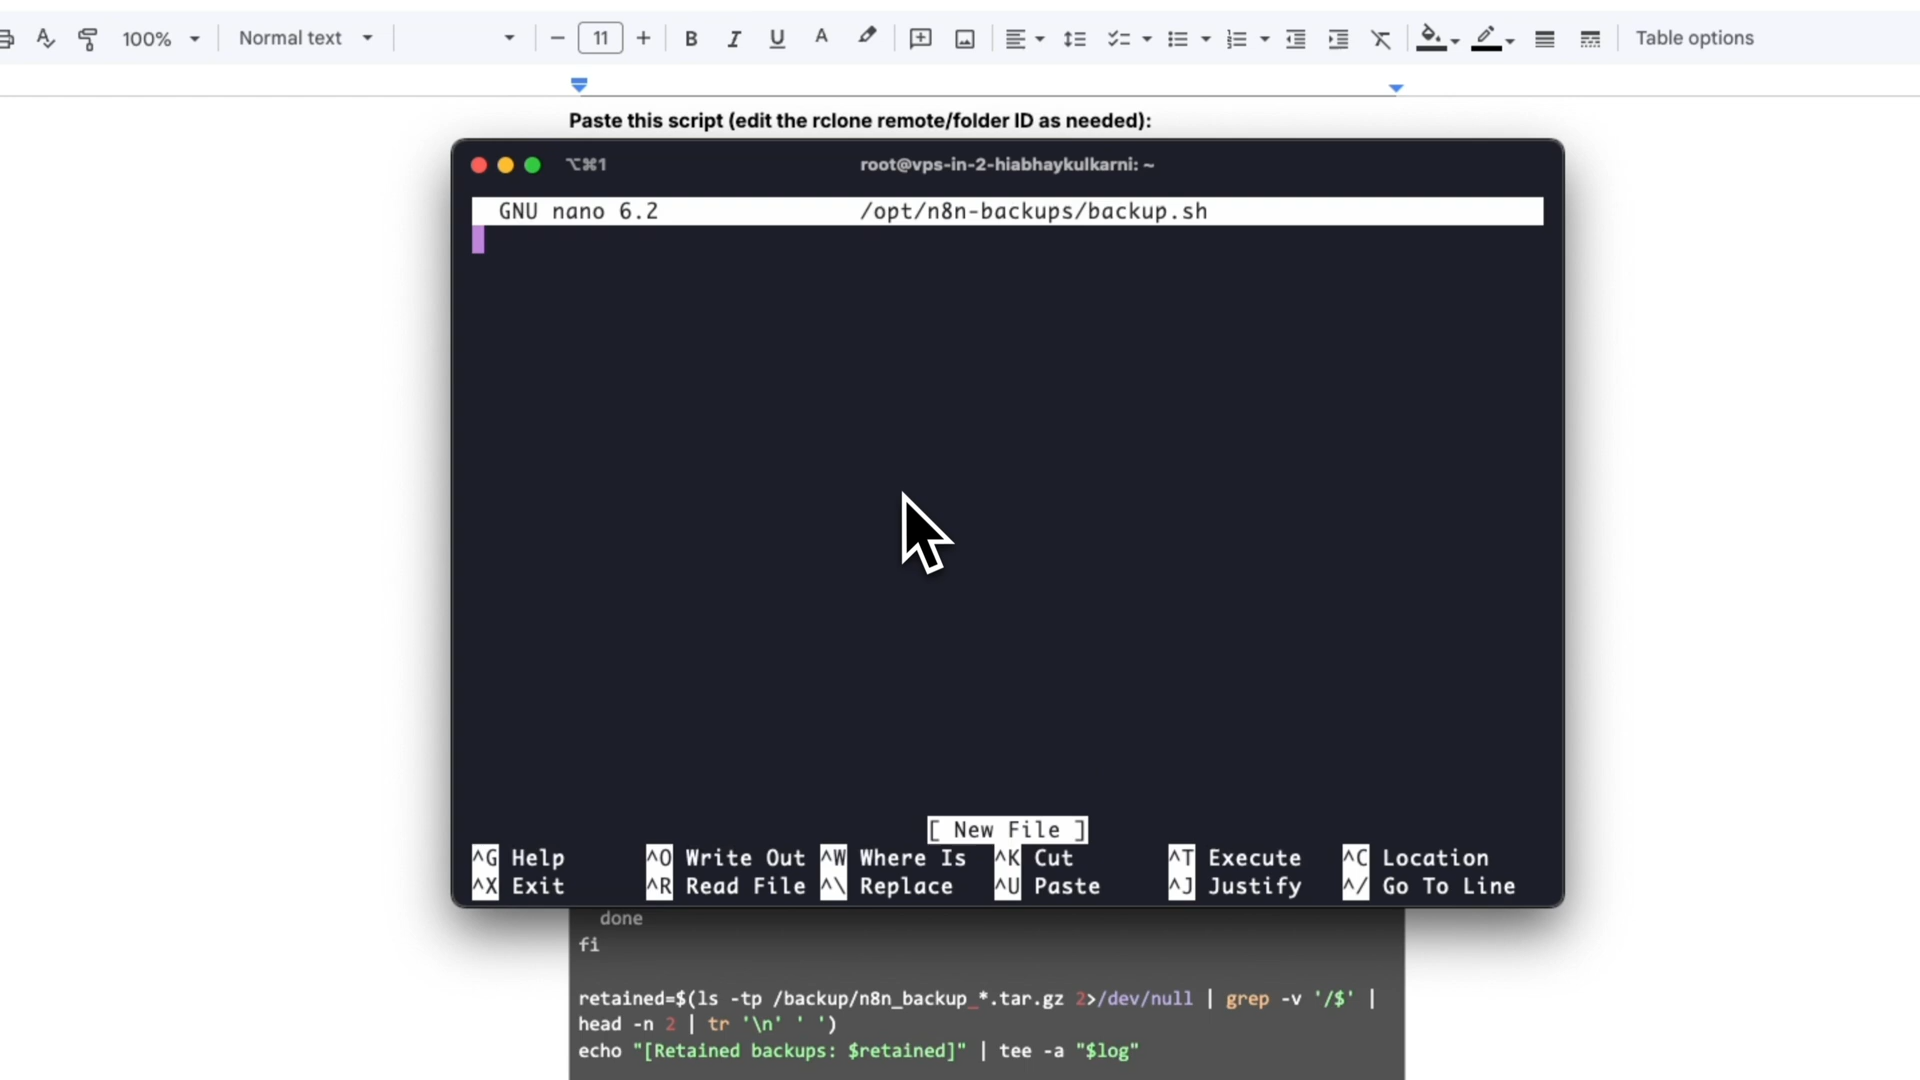 100% Normal text 11 B I U A Table options
Paste this script (edit the rclone remote/folder ID as needed):
⌥⌘1 root@vps-in-2-hiabhaykulkarni: ~
GNU nano 6.2 /opt/n8n-backups/backup.sh
[ New File ]
^G Help ^O Write Out ^W Where Is ^K Cut ^T Execute ^C Location
^X Exit ^R Read File ^\ Replace ^U Paste ^J Justify ^/ Go To Line
done
fi
retained=$(ls -tp /backup/n8n_backup_*.tar.gz 2>/dev/null | grep -v '/$' |
head -n 2 | tr '\n' ' ')
echo "[Retained backups: $retained]" | tee -a "$log"